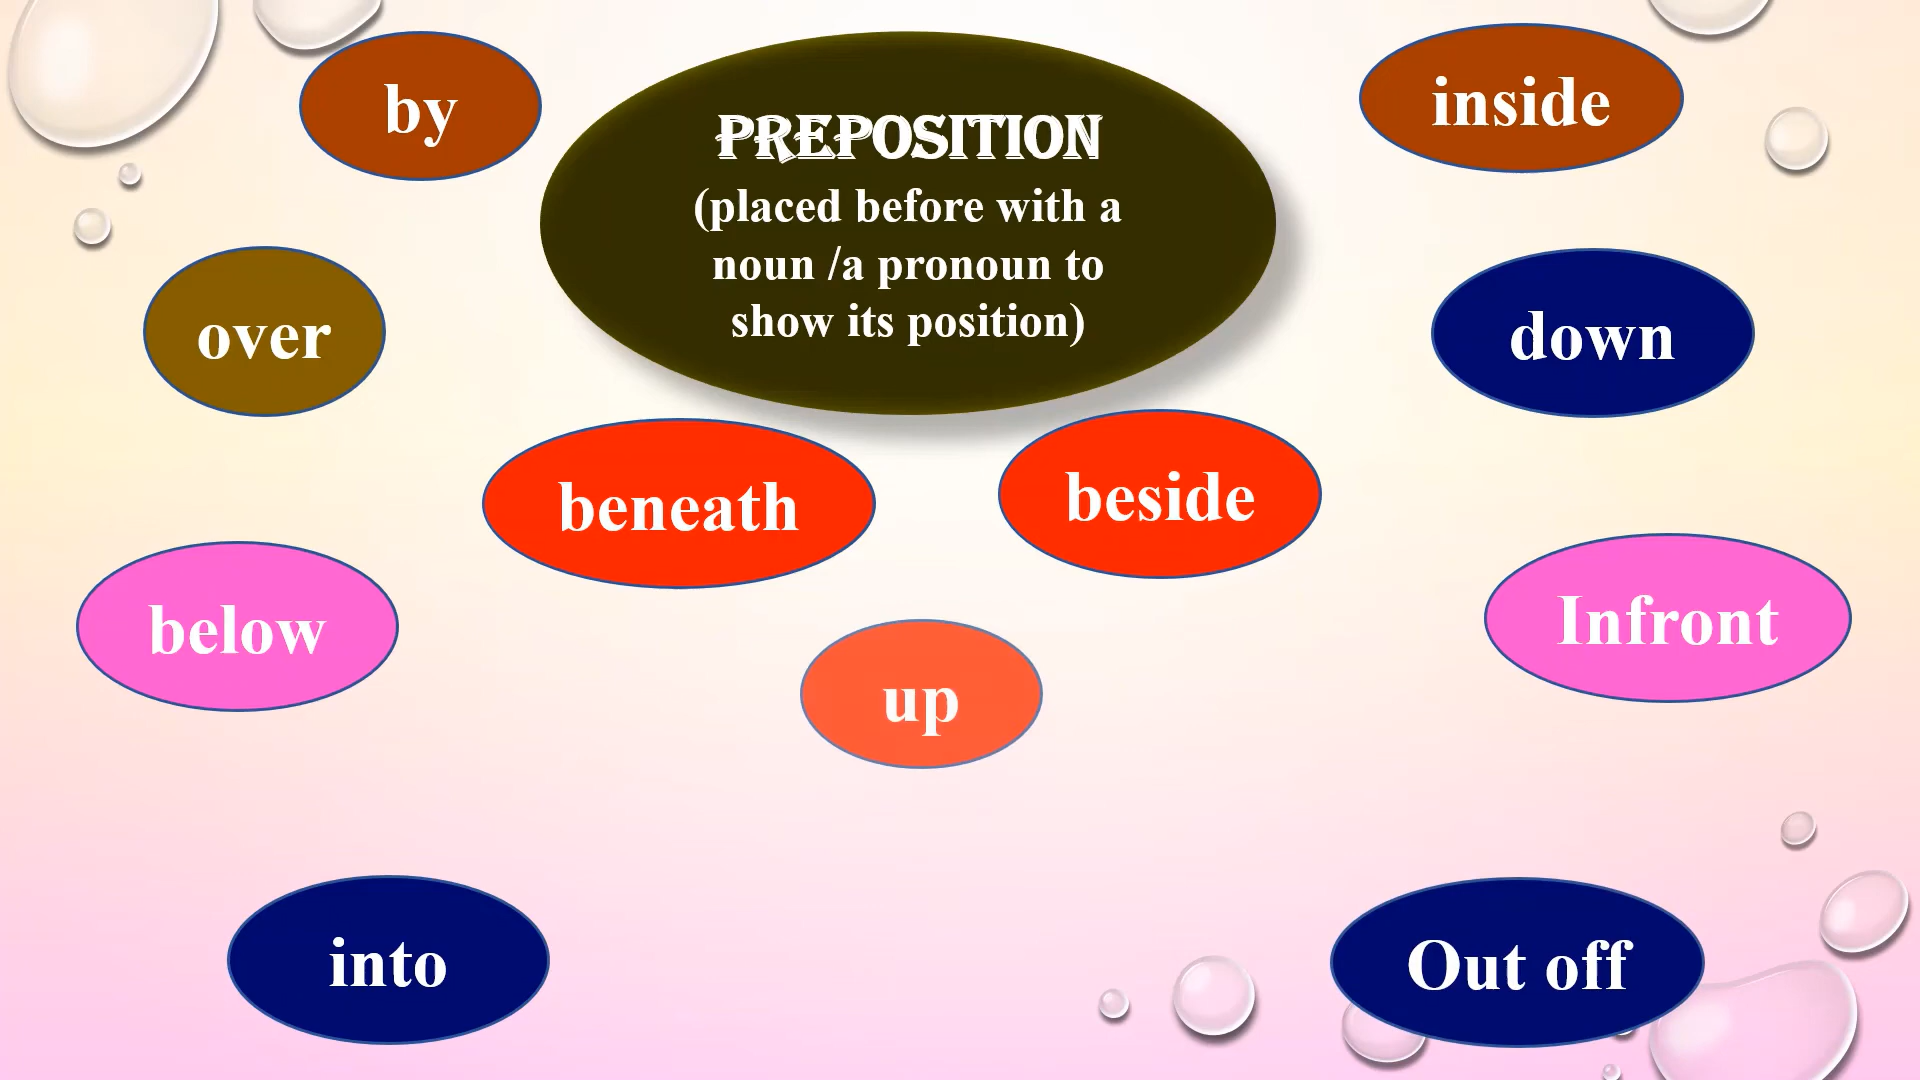 by
PREPOSITION
(placed before with a
noun /a pronoun to
show its position)
inside
over
down
beneath
beside
below
Infront
up
into
Out off